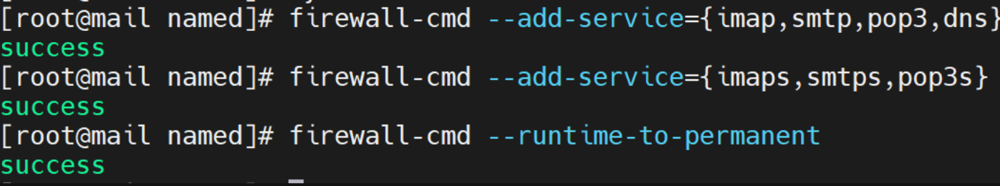 [root@mail named]# firewall-cmd --add-service={imap,smtp,pop3,dns}
success
[root@mail named]# firewall-cmd --add-service={imaps,smtps,pop3s}
success
[root@mail named]# firewall-cmd --runtime-to-permanent
success